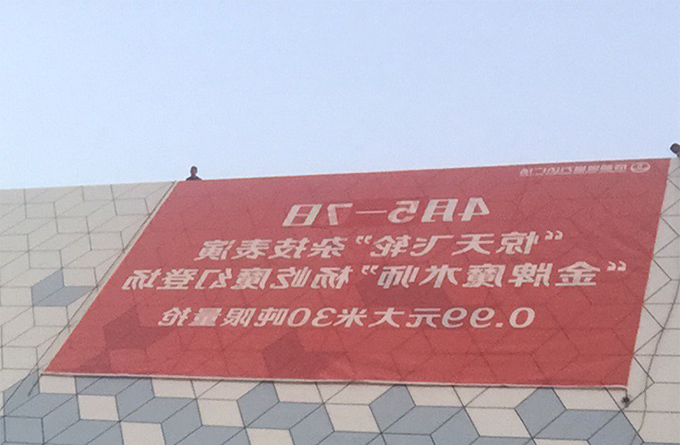 4月5-7日
“惊天飞轮”杂技表演
“金牌魔术师”杨屹魔幻登场
0.99元大米30吨限量抢